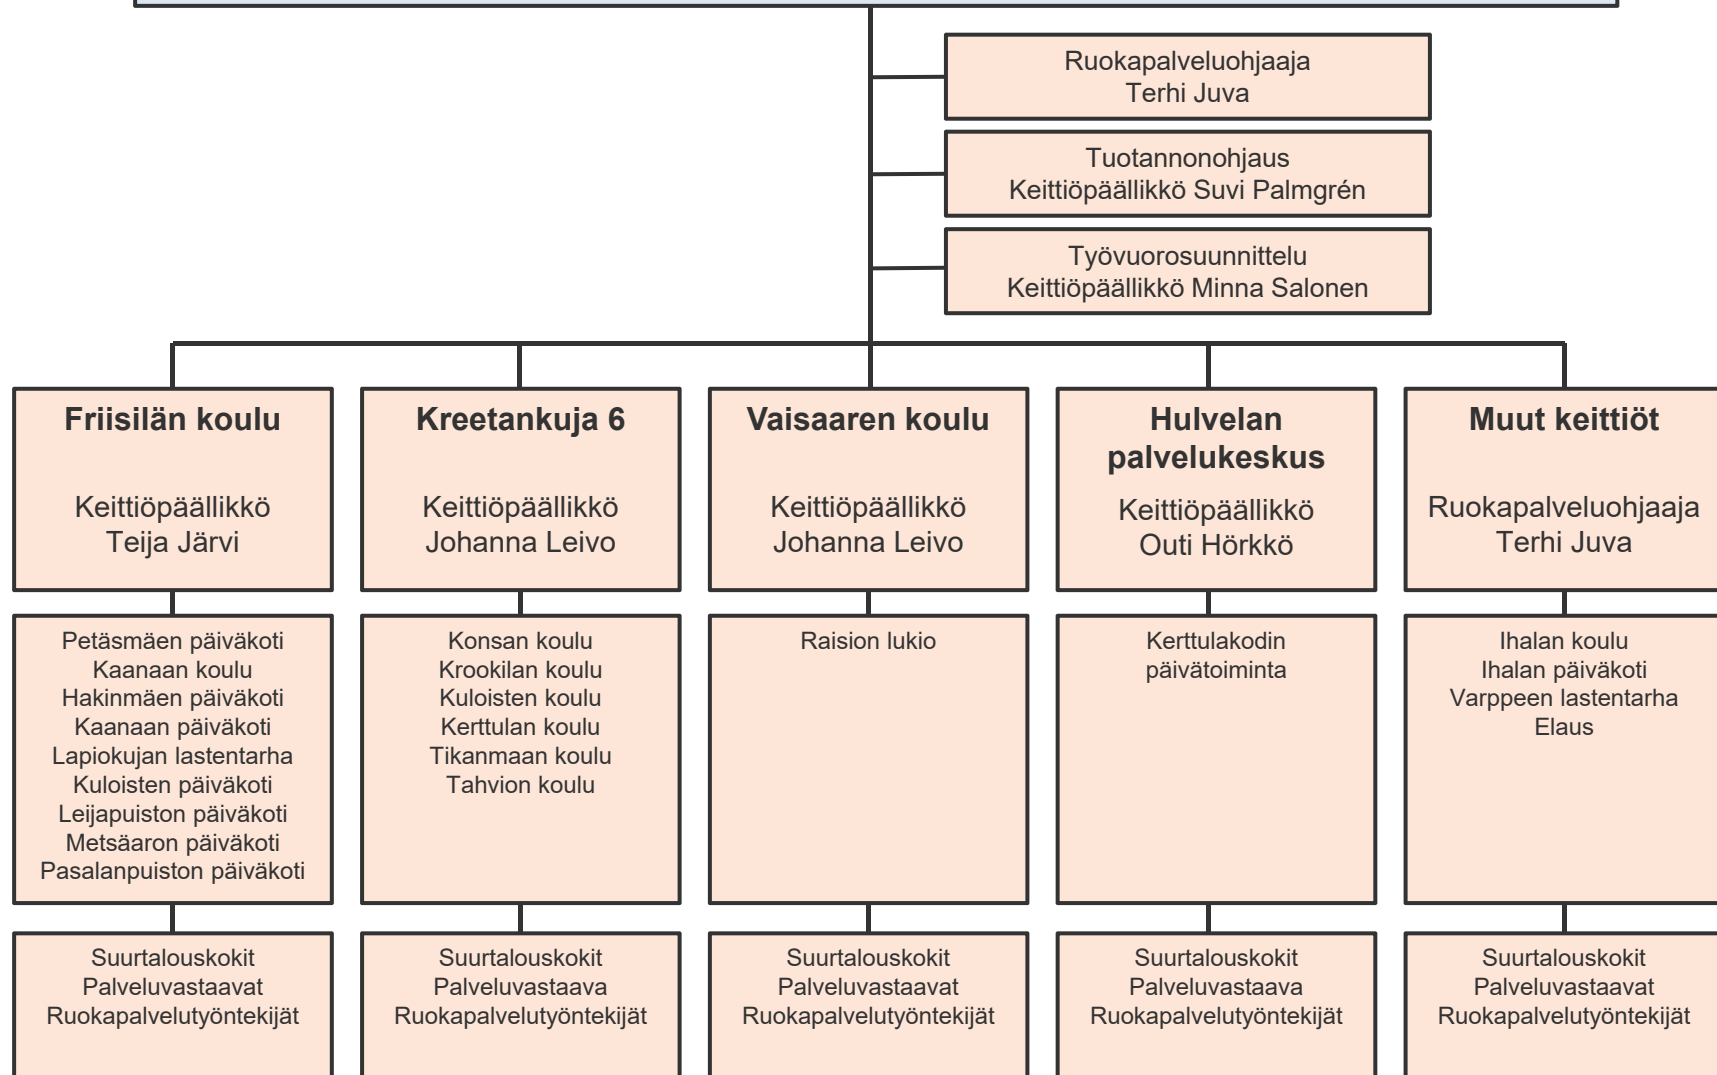 Ruokapalveluohjaaja
Terhi Juva
Tuotannonohjaus
Keittiöpäällikkö Suvi Palmgrén
Työvuorosuunnittelu
Keittiöpäällikkö Minna Salonen
Friisilän koulu
Keittiöpäällikkö
Teija Järvi
Kreetankuja 6
Keittiöpäällikkö
Johanna Leivo
Vaisaaren koulu
Keittiöpäällikkö
Johanna Leivo
Hulvelan
palvelukeskus
Keittiöpäällikkö
Outi Hörkkö
Muut keittiöt
Ruokapalveluohjaaja
Terhi Juva
Petäsmäen päiväkoti
Kaanaan koulu
Hakinmäen päiväkoti
Kaanaan päiväkoti
Lapiokujan lastentarha
Kuloisten päiväkoti
Leijapuiston päiväkoti
Metsäaron päiväkoti
Pasalanpuiston päiväkoti
Konsan koulu
Krookilan koulu
Kuloisten koulu
Kerttulan koulu
Tikanmaan koulu
Tahvion koulu
Raision lukio
Kerttulakodin
päivätoiminta
Ihalan koulu
Ihalan päiväkoti
Varppeen lastentarha
Elaus
Suurtalouskokit
Palveluvastaavat
Ruokapalvelutyöntekijät
Suurtalouskokit
Palveluvastaava
Ruokapalvelutyöntekijät
Suurtalouskokit
Palveluvastaavat
Ruokapalvelutyöntekijät
Suurtalouskokit
Palveluvastaava
Ruokapalvelutyöntekijät
Suurtalouskokit
Palveluvastaavat
Ruokapalvelutyöntekijät